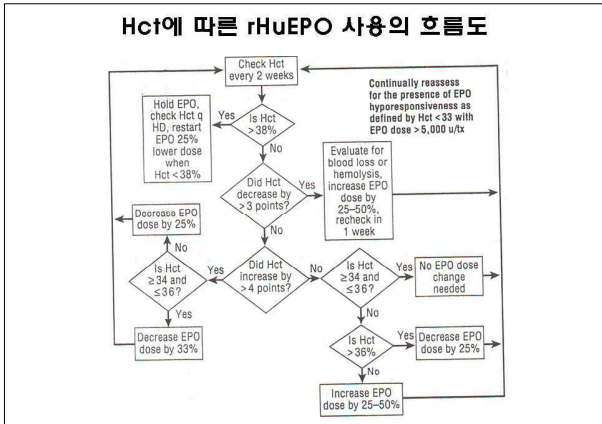 Hct에 따른 rHuEPO 사용의 흐름도
Check Hct
every 2 weeks
Continually reassess
for the presence of EPO
hyporesponsiveness as
defined by Hct <33 with
EPO dose >5,000 u/tx
Hold EPO,
check Hct q
HD, restart
EPO 25%
lower dose
when
Hct <38%
Yes
Is Hct
>38%
No
Did Hct
decrease by
>3 points?
Yes
Evaluate for
blood loss or
hemolysis,
increase EPO
dose by
25–50%,
recheck in
1 week
No
Decrease EPO
dose by 25%
No
Is Hct
≥34 and
≤36?
Yes
Did Hct
increase by
>4 points?
No
Is Hct
≥34 and
≤36?
Yes
No EPO dose
change
needed
Yes
Decrease EPO
dose by 33%
No
Is Hct
>36%
Yes
Decrease EPO
dose by 25%
No
Increase EPO
dose by 25–50%